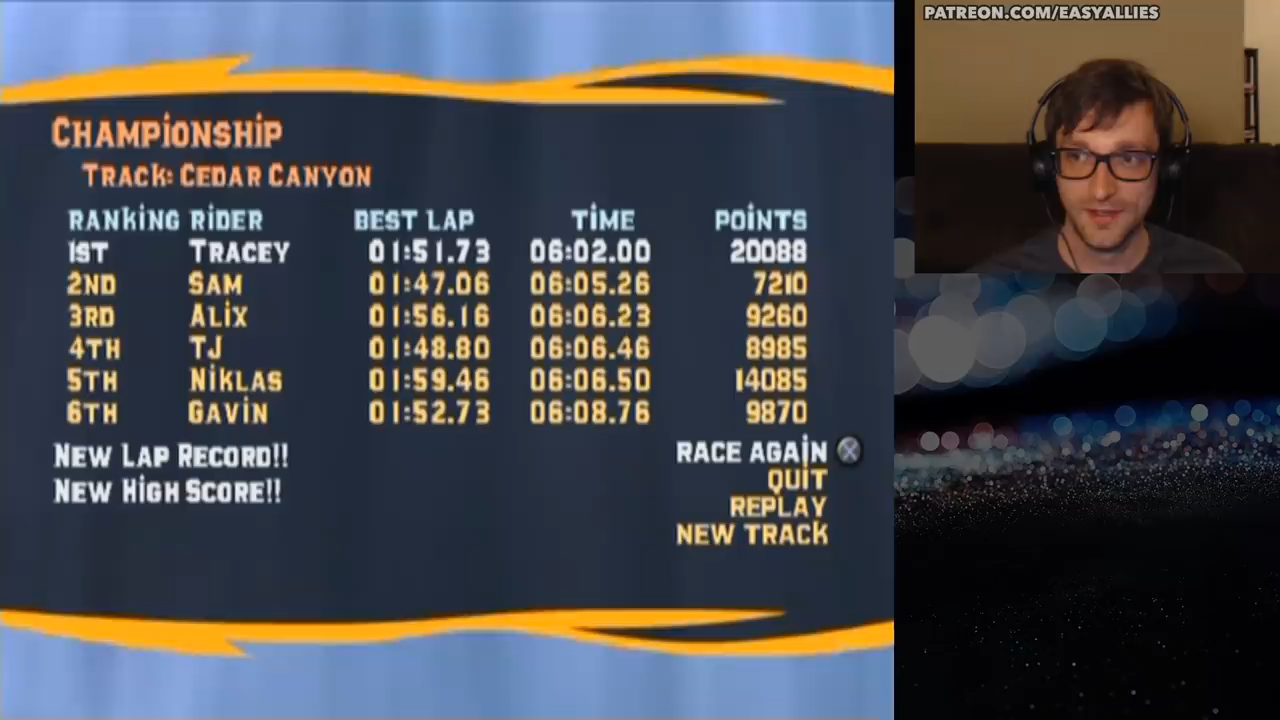 PATREON.COM/EASYALLIES
CHAMPIONSHIP
TRACK: CEDAR CANYON
RANKING RIDER BEST LAP TIME POINTS
1ST TRACEY 01:51.73 06:02.00 20088
2ND SAM 01:47.06 06:05.26 7210
3RD ALIX 01:56.16 06:06.23 9260
4TH TJ 01:48.80 06:06.46 8985
5TH NIKLAS 01:59.46 06:06.50 14085
6TH GAVIN 01:52.73 06:08.76 9870
NEW LAP RECORD!!
NEW HIGH SCORE!!
RACE AGAIN
QUIT
REPLAY
NEW TRACK